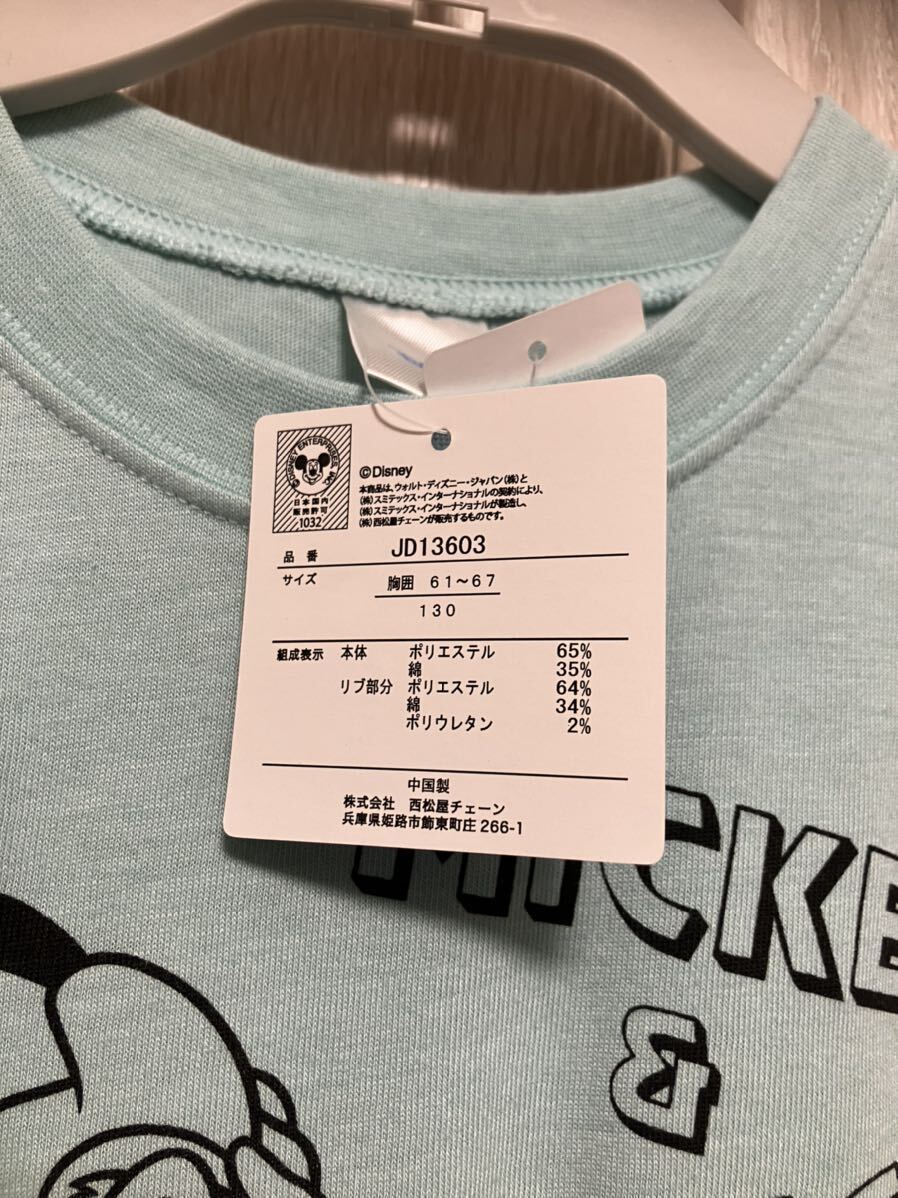 ©DISNEY ENTERPRISES, INC.
日本国内
販売許可
1032
©Disney
本商品は、ウォルト・ディズニー・ジャパン(株)と
(株)スミテックス・インターナショナルの契約により、
(株)スミテックス・インターナショナルが製造し、
(株)西松屋チェーンが販売するものです。
品番 JD13603
サイズ 胸囲 61～67
130
組成表示 本体 ポリエステル 65%
綿 35%
リブ部分 ポリエステル 64%
綿 34%
ポリウレタン 2%
中国製
株式会社 西松屋チェーン
兵庫県姫路市飾東町庄266-1
MICKE
&